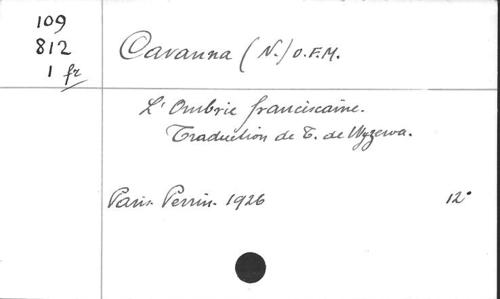 109
812
1 fr
Cavanna (N.) O.F.M.
L'Ombrie franciscaine.
Traduction de T. de Wyzewa.
Paris. Perrin. 1926 12°